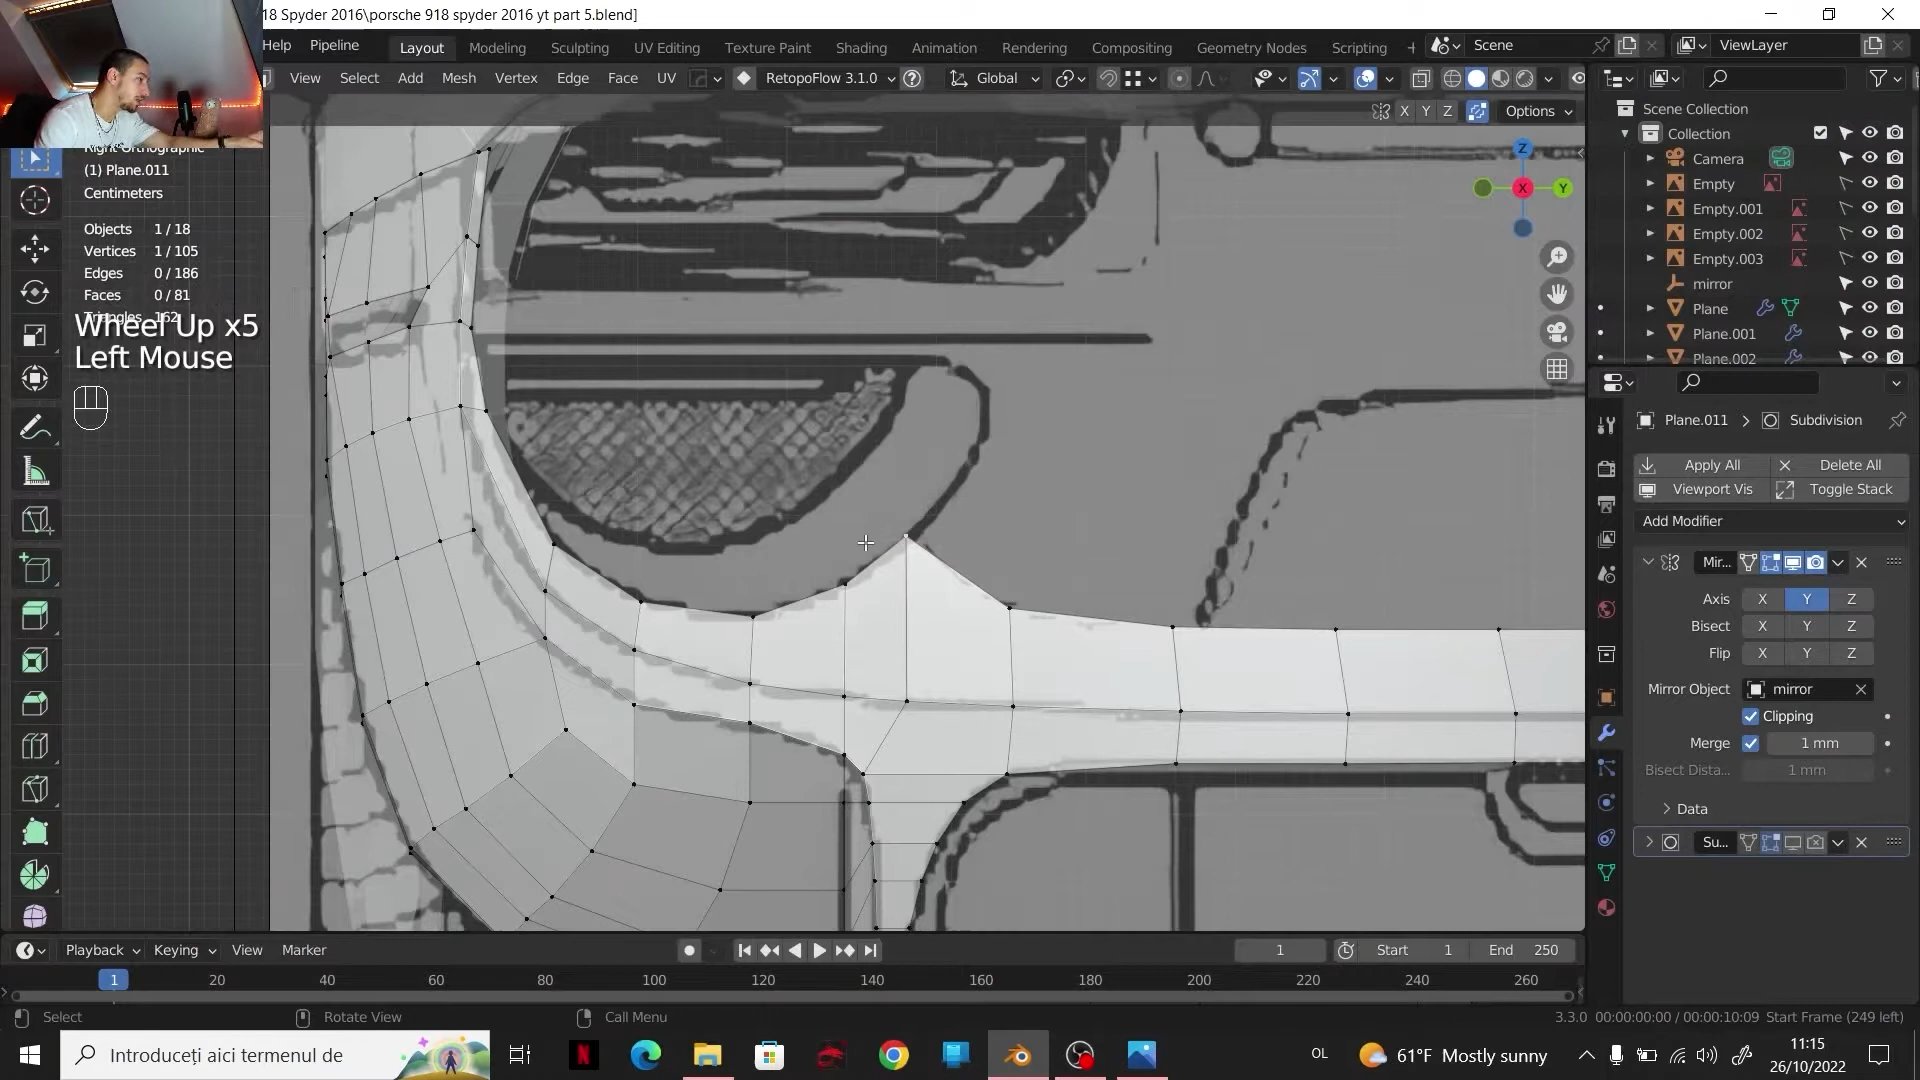 18 Spyder 2016\porsche 918 spyder 2016 yt part 5.blend]
Help Pipeline Layout Modeling Sculpting UV Editing Texture Paint Shading Animation Rendering Compositing Geometry Nodes Scripting + Scene ViewLayer
View Select Add Mesh Vertex Edge Face UV RetopoFlow 3.1.0 Global
X Y Z Options
Right Orthographic
(1) Plane.011
Centimeters
Objects 1 / 18
Vertices 1 / 105
Edges 0 / 186
Faces 0 / 81
Triangles 162
Wheel Up x5
Left Mouse
Z
X
Y
Scene Collection
Collection
Camera
Empty
Empty.001
Empty.002
Empty.003
mirror
Plane
Plane.001
Plane.002
Plane.011 > Subdivision
Apply All Delete All
Viewport Vis Toggle Stack
Add Modifier
Mir...
Axis X Y Z
Bisect X Y Z
Flip X Y Z
Mirror Object mirror
Clipping
Merge 1 mm
Bisect Dista... 1 mm
Data
Su...
Playback Keying View Marker 1 Start 1 End 250
1 20 40 60 80 100 120 140 160 180 200 220 240 260
Select Rotate View Call Menu 3.3.0 00:00:00:00 / 00:00:10:09 Start Frame (249 left)
Introduceți aici termenul de OL 61°F Mostly sunny 11:15
26/10/2022